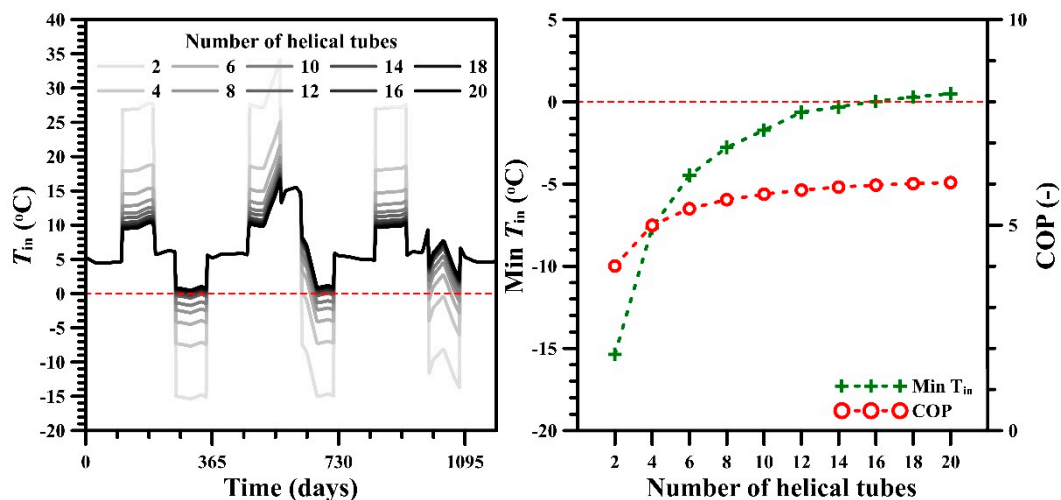 Number of helical tubes
2 6 10 14 18
4 8 12 16 20
40
35
30
25
20
15
10
5
0
-5
-10
-15
-20
T_in (°C)
0 365 730 1095
Time (days)
5
0
-5
-10
-15
-20
Min T_in (°C)
10
5
0
COP (-)
Min T_in
COP
2 4 6 8 10 12 14 16 18 20
Number of helical tubes